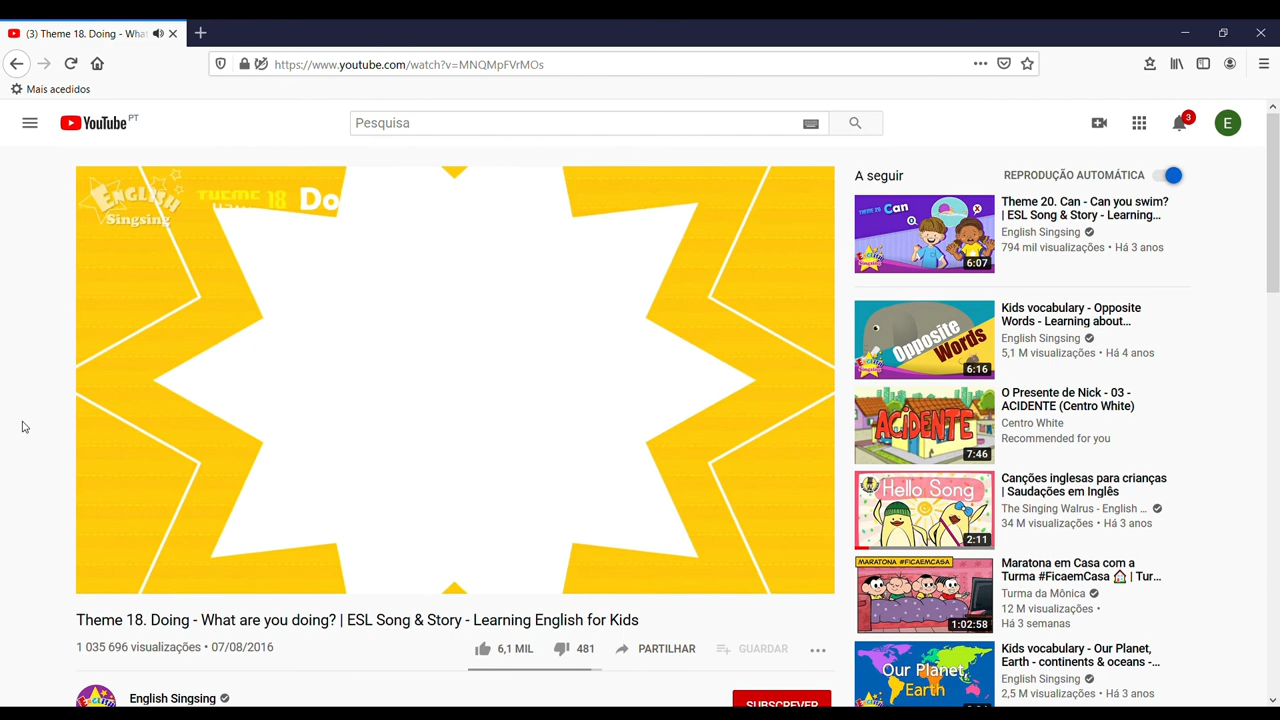 (3) Theme 18. Doing - What
https://www.youtube.com/watch?v=MNQMpFVrMOs
Mais acedidos
YouTube PT
Pesquisa
3
E
ENGLISH
Singsing
THEME 18
Do
A seguir
REPRODUÇÃO AUTOMÁTICA
THEME 20 Can
6:07
Theme 20. Can - Can you swim?
| ESL Song & Story - Learning...
English Singsing
794 mil visualizações • Há 3 anos
Opposite
Words
6:16
Kids vocabulary - Opposite
Words - Learning about...
English Singsing
5,1 M visualizações • Há 4 anos
ACIDENTE
7:46
O Presente de Nick - 03 -
ACIDENTE (Centro White)
Centro White
Recommended for you
Hello Song
2:11
Canções inglesas para crianças
| Saudações em Inglês
The Singing Walrus - English ...
34 M visualizações • Há 3 anos
MARATONA #FICAEMCASA
1:02:58
Maratona em Casa com a
Turma #FicaemCasa | Tur...
Turma da Mônica
12 M visualizações •
Há 3 semanas
Our Planet,
Earth
Kids vocabulary - Our Planet,
Earth - continents & oceans -...
English Singsing
2,5 M visualizações • Há 3 anos
Theme 18. Doing - What are you doing? | ESL Song & Story - Learning English for Kids
1 035 696 visualizações • 07/08/2016
6,1 MIL
481
PARTILHAR
GUARDAR
English Singsing
SUBSCREVER